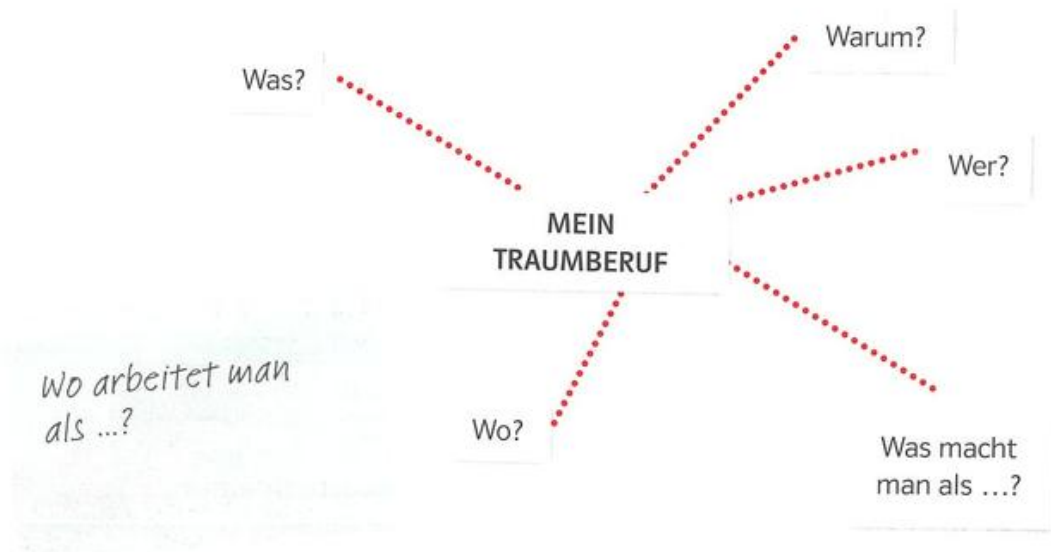 Was?
Warum?
Wer?
MEIN
TRAUMBERUF
Wo arbeitet man
als ...?
Wo?
Was macht
man als ...?